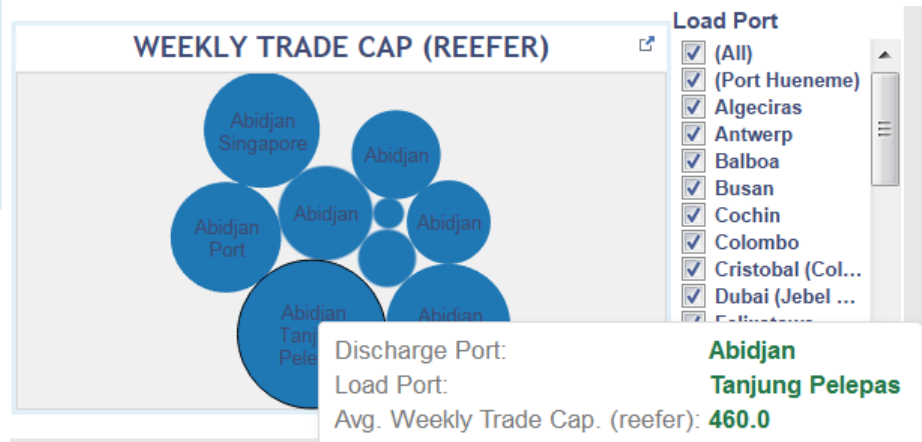 WEEKLY TRADE CAP (REEFER)
Abidjan
Singapore
Abidjan
Abidjan
Abidjan
Abidjan
Port
Abidjan
Abidjan
Load Port
(All)
(Port Hueneme)
Algeciras
Antwerp
Balboa
Busan
Cochin
Colombo
Cristobal (Col...
Dubai (Jebel ...
Discharge Port: Abidjan
Load Port: Tanjung Pelepas
Avg. Weekly Trade Cap. (reefer): 460.0